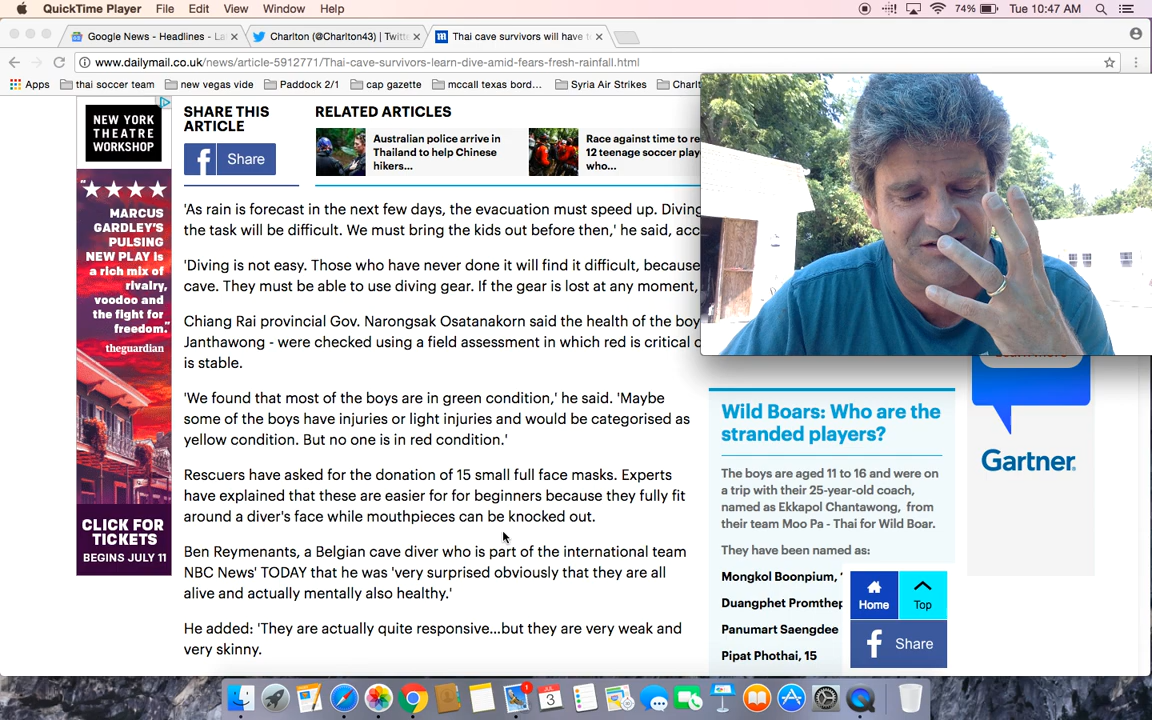 QuickTime Player File Edit View Window Help
74% Tue 10:47 AM
Google News - Headlines - La
Charlton (@Charlton43) | Twitte
Thai cave survivors will have t
www.dailymail.co.uk/news/article-5912771/Thai-cave-survivors-learn-dive-amid-fears-fresh-rainfall.html
Apps thai soccer team new vegas vide Paddock 2/1 cap gazette mccall texas bord... Syria Air Strikes Charl
NEW YORK
THEATRE
WORKSHOP
MARCUS
GARDLEY'S
PULSING
NEW PLAY is
a rich mix of
rivalry,
voodoo and
the fight for
freedom."
theguardian
CLICK FOR
TICKETS
BEGINS JULY 11
SHARE THIS
ARTICLE
f Share
RELATED ARTICLES
Australian police arrive in
Thailand to help Chinese
hikers...
Race against time to re
12 teenage soccer play
who...
'As rain is forecast in the next few days, the evacuation must speed up. Diving
the task will be difficult. We must bring the kids out before then,' he said, acc
'Diving is not easy. Those who have never done it will find it difficult, because
cave. They must be able to use diving gear. If the gear is lost at any moment,
Chiang Rai provincial Gov. Narongsak Osatanakorn said the health of the boy
Janthawong - were checked using a field assessment in which red is critical
is stable.
'We found that most of the boys are in green condition,' he said. 'Maybe
some of the boys have injuries or light injuries and would be categorised as
yellow condition. But no one is in red condition.'
Rescuers have asked for the donation of 15 small full face masks. Experts
have explained that these are easier for for beginners because they fully fit
around a diver's face while mouthpieces can be knocked out.
Ben Reymenants, a Belgian cave diver who is part of the international team
NBC News' TODAY that he was 'very surprised obviously that they are all
alive and actually mentally also healthy.'
He added: 'They are actually quite responsive...but they are very weak and
very skinny.
Wild Boars: Who are the
stranded players?
The boys are aged 11 to 16 and were on
a trip with their 25-year-old coach,
named as Ekkapol Chantawong, from
their team Moo Pa - Thai for Wild Boar.
They have been named as:
Mongkol Boonpium,
Duangphet Promthep
Panumart Saengdee
Pipat Phothai, 15
Home
Top
f Share
Gartner.
1
3